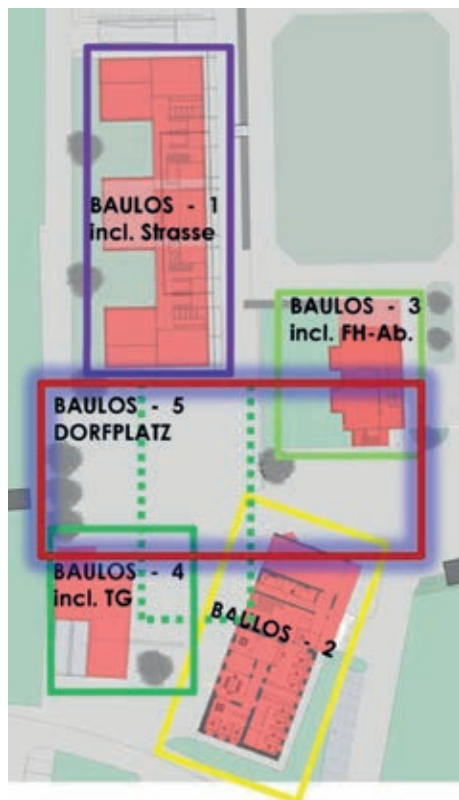 BAULOS - 1
incl. Strasse
BAULOS - 3
incl. FH-Ab.
BAULOS - 5
DORFPLATZ
BAULOS - 4
incl. TG
BAULOS - 2